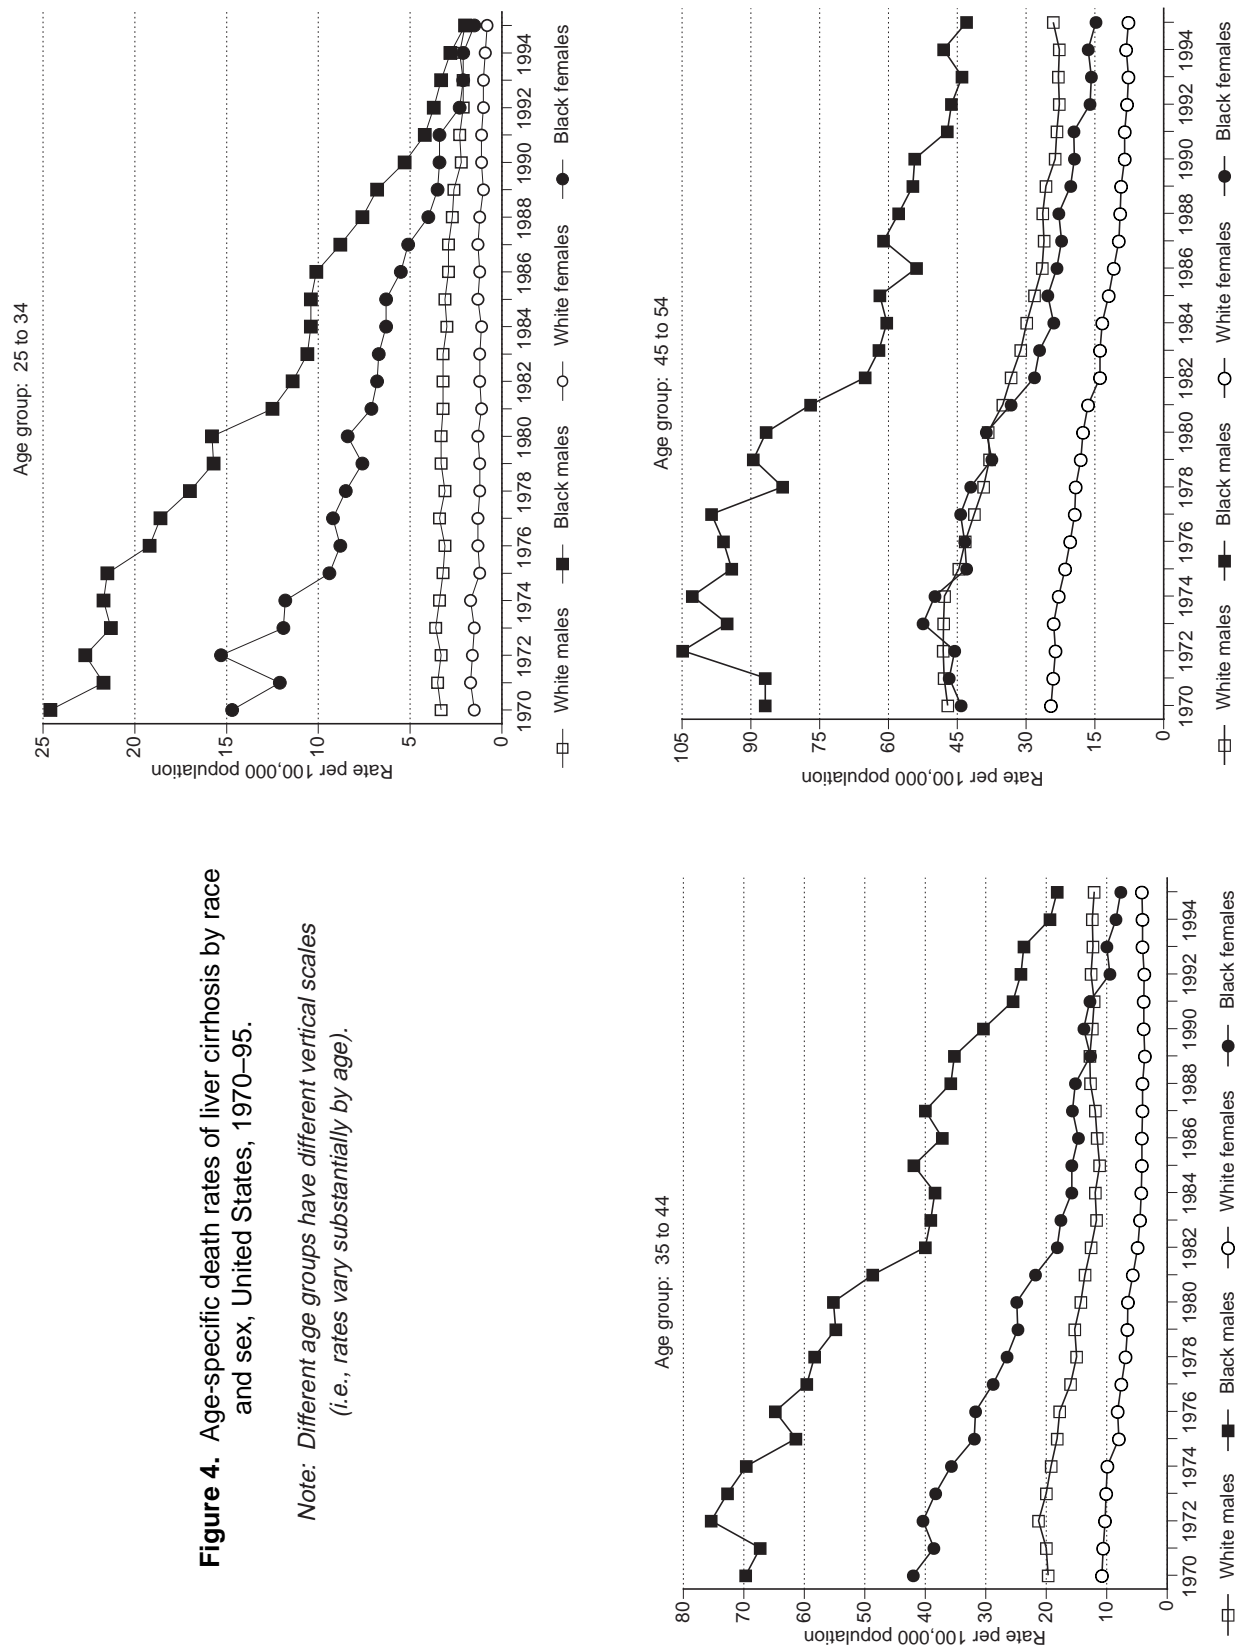 Figure 4. Age-specific death rates of liver cirrhosis by race
and sex, United States, 1970–95.
Note: Different age groups have different vertical scales
(i.e., rates vary substantially by age).
Age group: 25 to 34
Rate per 100,000 population
25
20
15
10
5
0
1970 1972 1974 1976 1978 1980 1982 1984 1986 1988 1990 1992 1994
White males Black males White females Black females
Age group: 35 to 44
Rate per 100,000 population
80
70
60
50
40
30
20
10
0
1970 1972 1974 1976 1978 1980 1982 1984 1986 1988 1990 1992 1994
White males Black males White females Black females
Age group: 45 to 54
Rate per 100,000 population
105
90
75
60
45
30
15
0
1970 1972 1974 1976 1978 1980 1982 1984 1986 1988 1990 1992 1994
White males Black males White females Black females